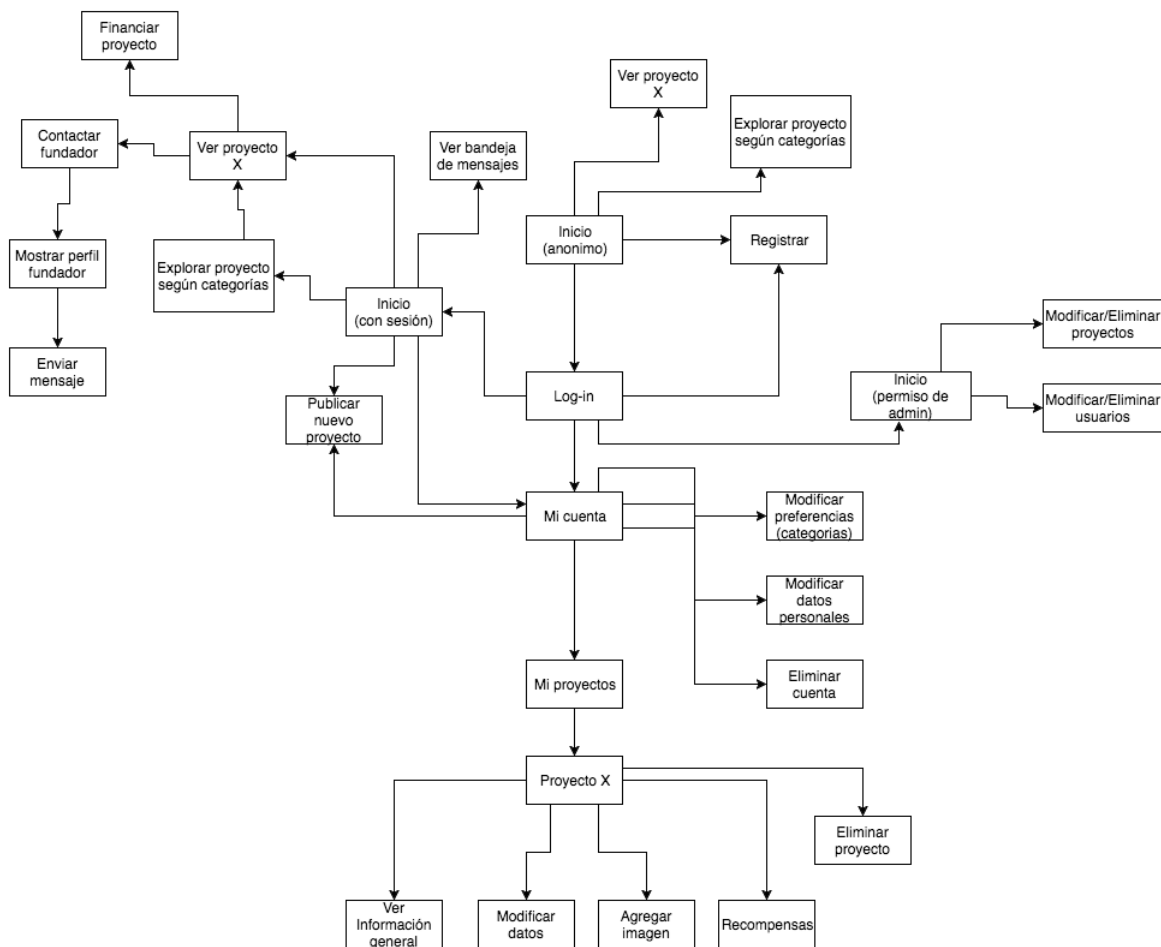 Financiar
proyecto
Ver proyecto
X
Explorar proyecto
según categorías
Contactar
fundador
Ver proyecto
X
Ver bandeja
de mensajes
Inicio
(anonimo)
Registrar
Mostrar perfil
fundador
Explorar proyecto
según categorías
Inicio
(con sesión)
Modificar/Eliminar
proyectos
Enviar
mensaje
Publicar
nuevo
proyecto
Log-in
Inicio
(permiso de
admin)
Modificar/Eliminar
usuarios
Mi cuenta
Modificar
preferencias
(categorias)
Modificar
datos
personales
Mi proyectos
Eliminar
cuenta
Proyecto X
Eliminar
proyecto
Ver
Información
general
Modificar
datos
Agregar
imagen
Recompensas